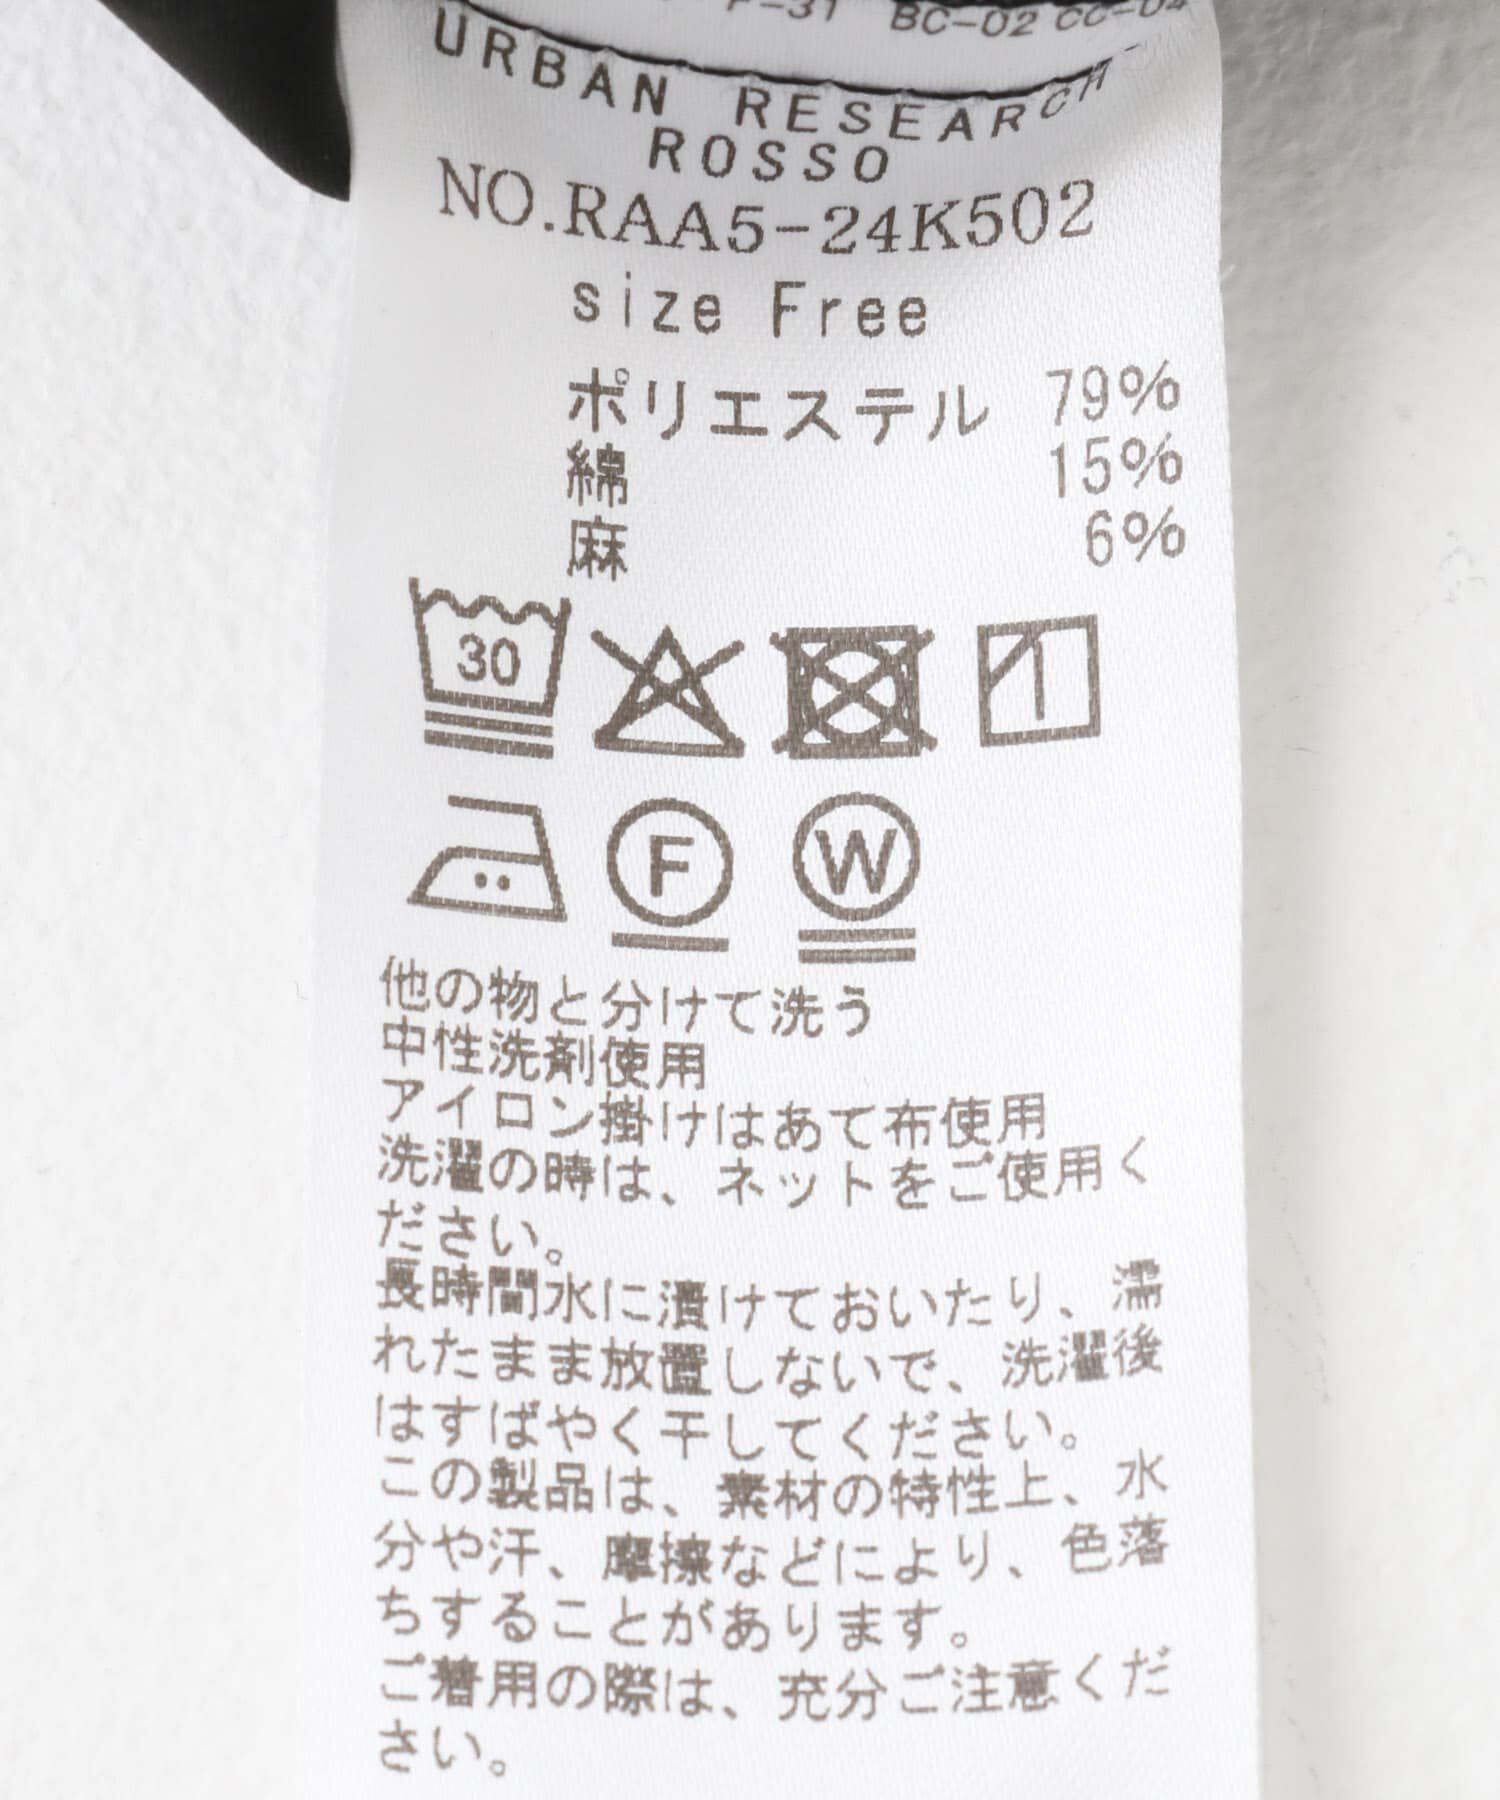 BC-02 CC-04
URBAN RESEARCH
ROSSO
NO.RAA5-24K502
size Free
ポリエステル 79%
綿 15%
麻 6%
30
F
W
他の物と分けて洗う
中性洗剤使用
アイロン掛けはあて布使用
洗濯の時は、ネットをご使用く
ださい。
長時間水に漬けておいたり、濡
れたまま放置しないで、洗濯後
はすばやく干してください。
この製品は、素材の特性上、水
分や汗、摩擦などにより、色落
ちすることがあります。
ご着用の際は、充分ご注意くだ
さい。